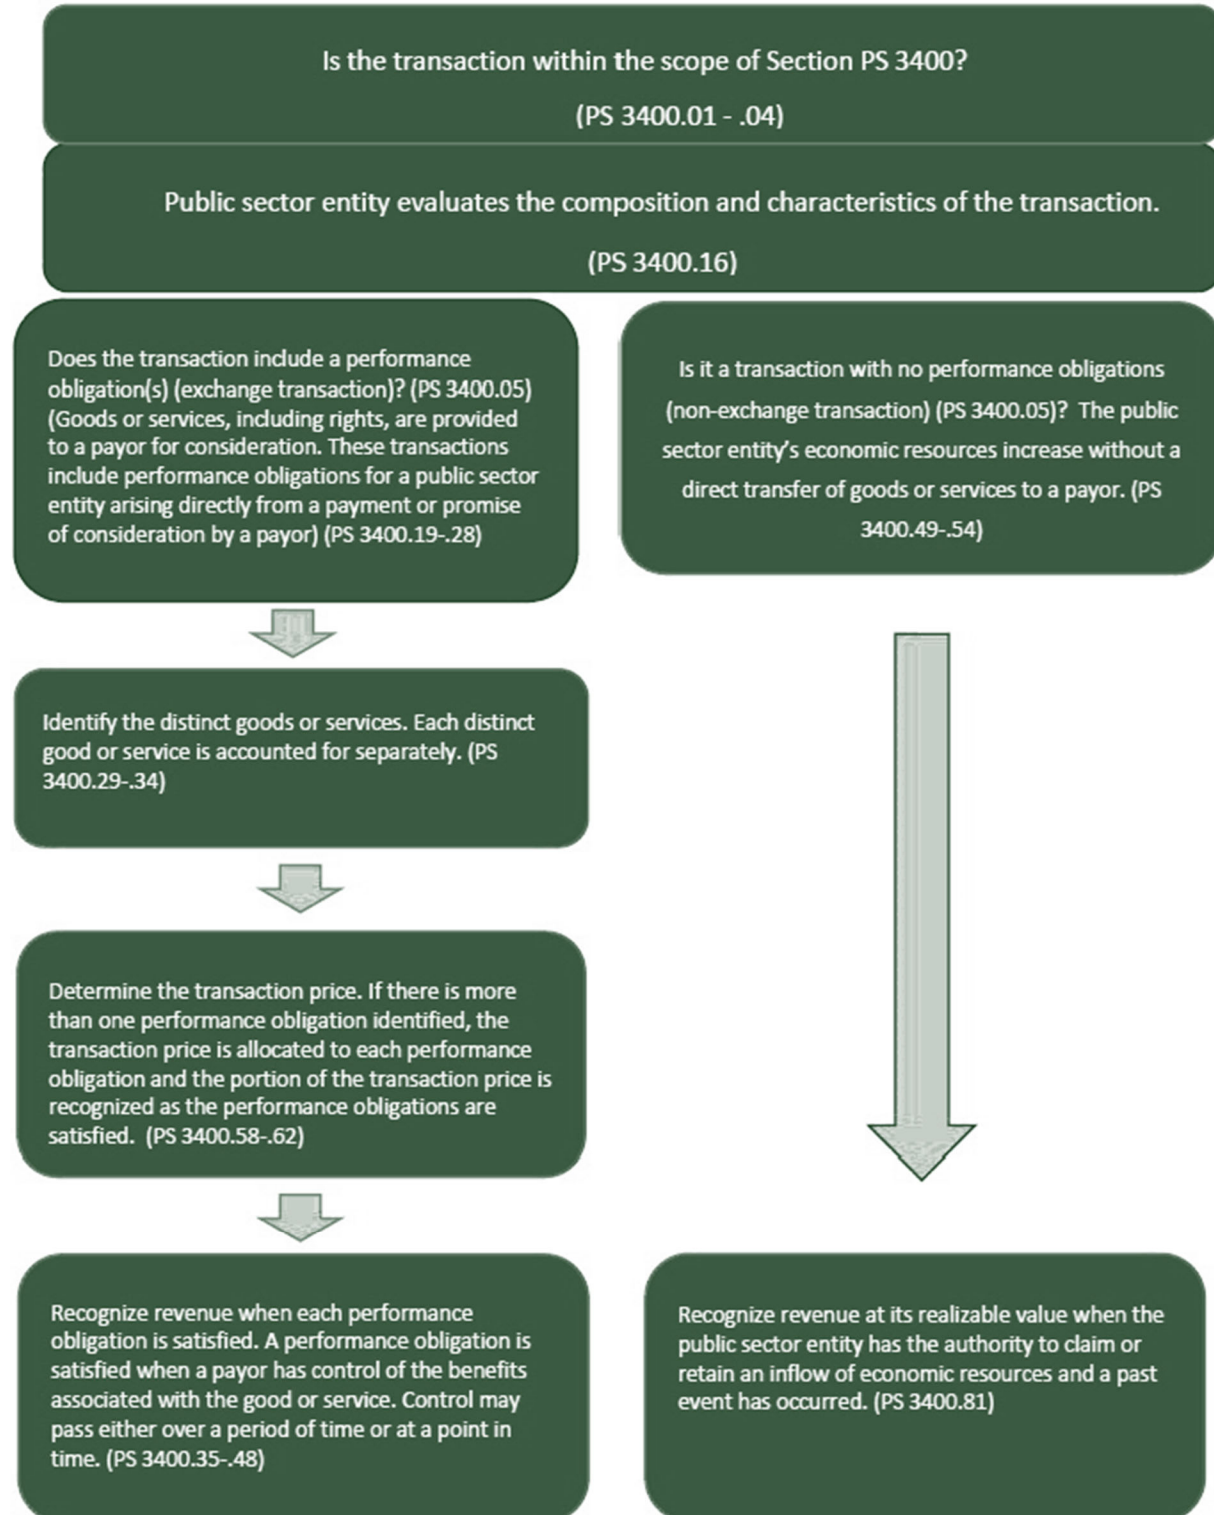 Is the transaction within the scope of Section PS 3400?
(PS 3400.01 - .04)
Public sector entity evaluates the composition and characteristics of the transaction.
(PS 3400.16)
Does the transaction include a performance
obligation(s) (exchange transaction)? (PS 3400.05)
(Goods or services, including rights, are provided
to a payor for consideration. These transactions
include performance obligations for a public sector
entity arising directly from a payment or promise
of consideration by a payor) (PS 3400.19-.28)
Is it a transaction with no performance obligations
(non-exchange transaction) (PS 3400.05)? The public
sector entity's economic resources increase without a
direct transfer of goods or services to a payor. (PS
3400.49-.54)
Identify the distinct goods or services. Each distinct
good or service is accounted for separately. (PS
3400.29-.34)
Determine the transaction price. If there is more
than one performance obligation identified, the
transaction price is allocated to each performance
obligation and the portion of the transaction price is
recognized as the performance obligations are
satisfied. (PS 3400.58-.62)
Recognize revenue when each performance
obligation is satisfied. A performance obligation is
satisfied when a payor has control of the benefits
associated with the good or service. Control may
pass either over a period of time or at a point in
time. (PS 3400.35-.48)
Recognize revenue at its realizable value when the
public sector entity has the authority to claim or
retain an inflow of economic resources and a past
event has occurred. (PS 3400.81)